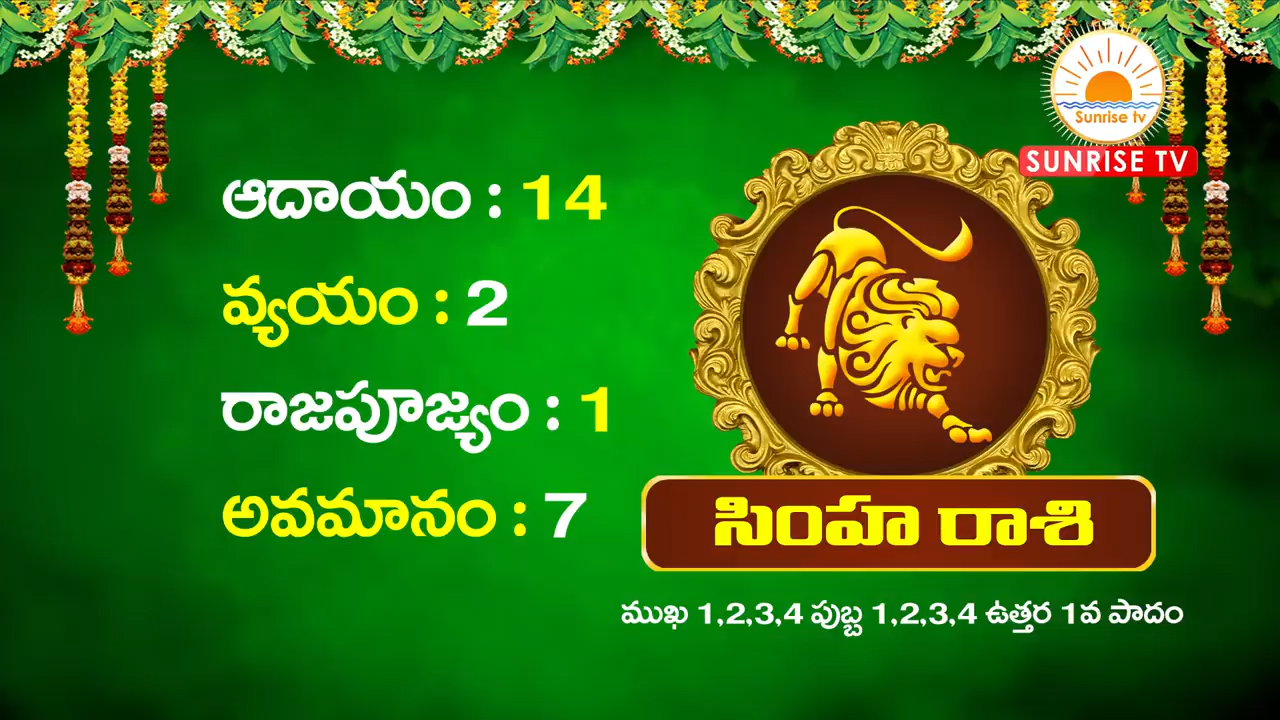 Sunrise tv
SUNRISE TV
ఆదాయం : 14
వ్యయం : 2
రాజపూజ్యం : 1
అవమానం : 7
సింహ రాశి
ముఖ 1,2,3,4 పుబ్బ 1,2,3,4 ఉత్తర 1వ పాదం